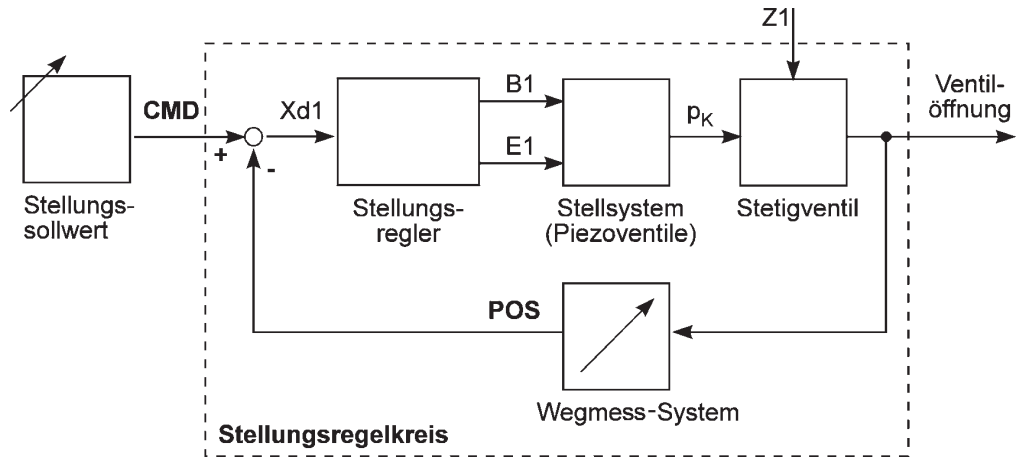 Z1
Ventil-
öffnung
CMD
Xd1
B1
E1
pK
+
-
Stellungs-
sollwert
Stellungs-
regler
Stellsystem
(Piezoventile)
Stetigventil
POS
Wegmess-System
Stellungsregelkreis